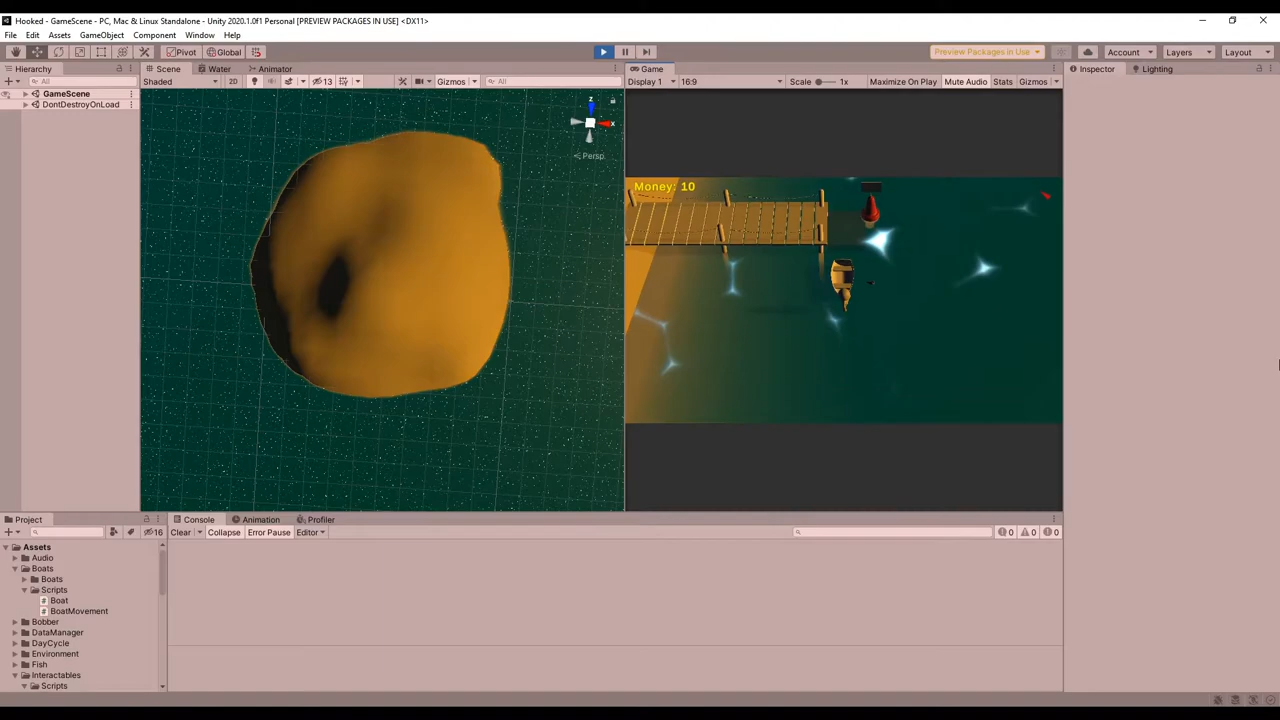 Hooked - GameScene - PC, Mac & Linux Standalone - Unity 2020.1.0f1 Personal [PREVIEW PACKAGES IN USE] <DX11>
File Edit Assets GameObject Component Window Help
Pivot Global Preview Packages in Use Account Layers Layout
Hierarchy Scene Water Animator Game Inspector Lighting
All Shaded 2D 13 Gizmos All Display 1 16:9 Scale 1x Maximize On Play Mute Audio Stats Gizmos
GameScene
DontDestroyOnLoad
z
x
Persp
Money: 10
Project Console Animation Profiler
16 Clear Collapse Error Pause Editor 0 0 0
Assets
Audio
Boats
Boats
Scripts
# Boat
# BoatMovement
Bobber
DataManager
DayCycle
Environment
Fish
Interactables
Scripts